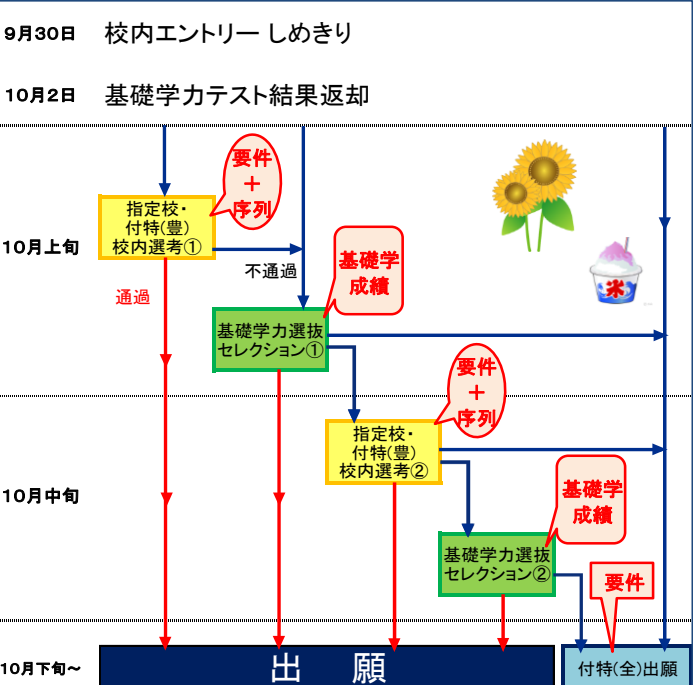 9月30日 校内エントリー しめきり
10月2日 基礎学力テスト結果返却
要件
＋
序列
指定校・
付特(豊)
校内選考①
10月上旬
不通過
通過
基礎学
成績
氷
基礎学力選抜
セレクション①
要件
＋
序列
指定校・
付特(豊)
校内選考②
10月中旬
基礎学
成績
基礎学力選抜
セレクション②
要件
10月下旬～
出 願
付特(全)出願